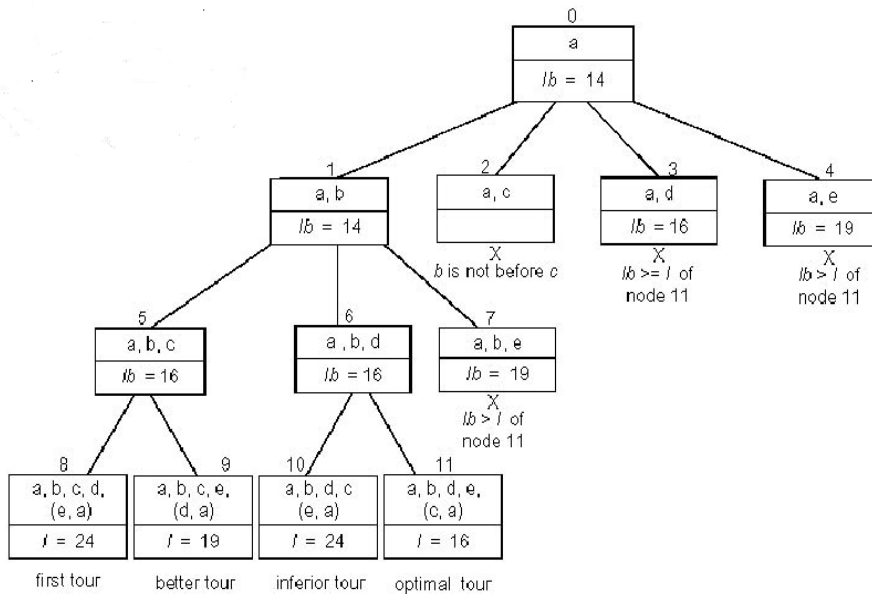 0
a
lb = 14
1
2
3
4
a, b
a, c
a, d
a, e
lb = 14
lb = 16
lb = 19
X
b is not before c
X
lb >= l of
node 11
X
lb > l of
node 11
5
6
7
a, b, c
a , b, d
a, b, e
lb = 16
lb = 16
lb = 19
X
lb > l of
node 11
8
9
10
11
a, b, c, d,
(e, a)
a, b, c, e,
(d, a)
a, b, d, c
(e, a)
a, b, d, e,
(c, a)
l = 24
l = 19
l = 24
l = 16
first tour
better tour
inferior tour
optimal tour